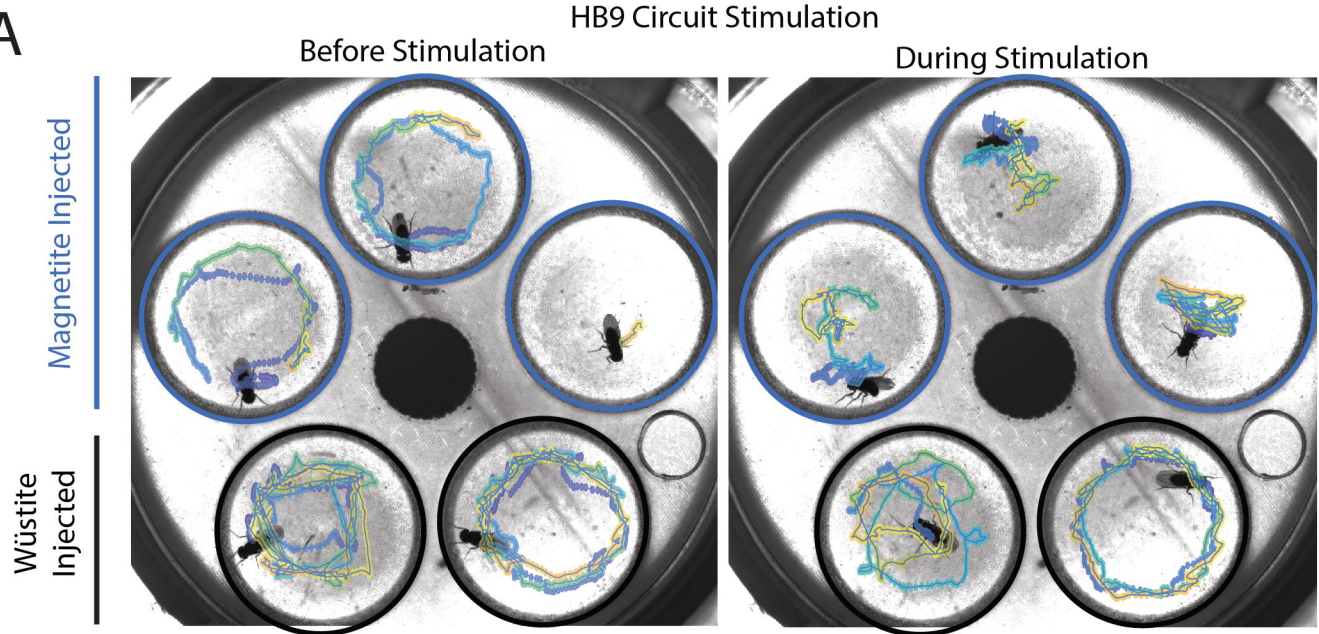 A
HB9 Circuit Stimulation
Before Stimulation
During Stimulation
Magnetite Injected
Wüstite
Injected